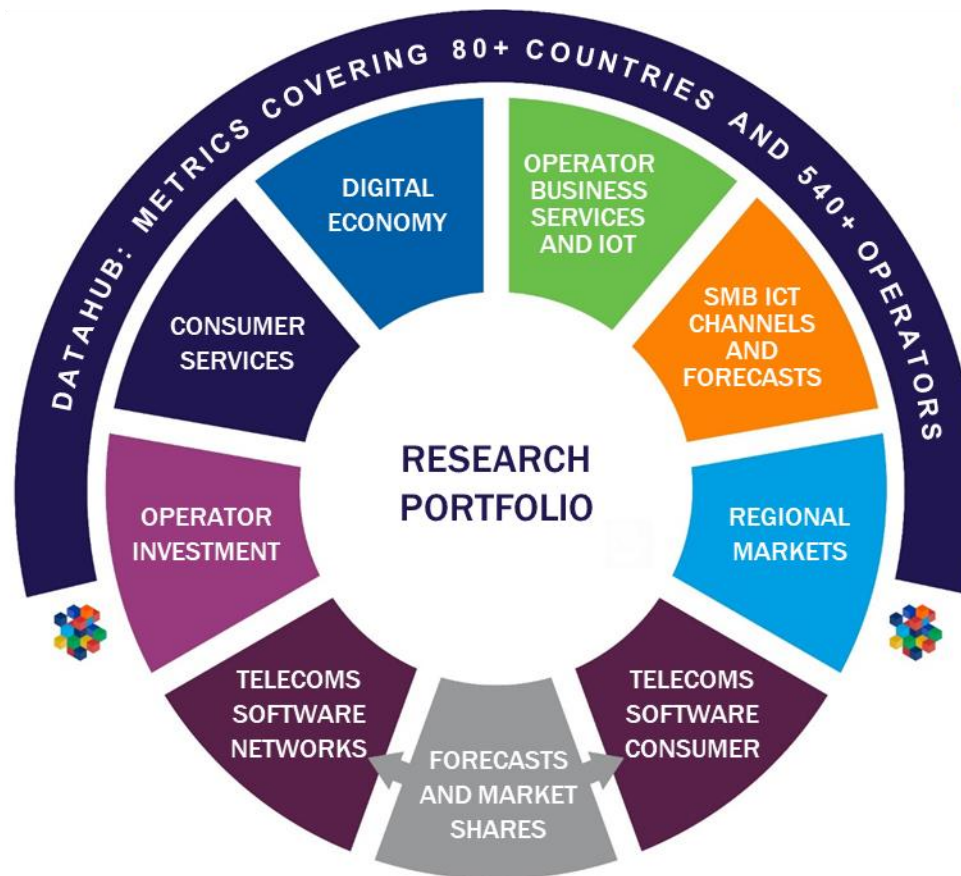 DATAHUB: METRICS COVERING 80+ COUNTRIES AND 540+ OPERATORS
DIGITAL
ECONOMY
OPERATOR
BUSINESS
SERVICES
AND IOT
CONSUMER
SERVICES
SMB ICT
CHANNELS
AND
FORECASTS
RESEARCH
PORTFOLIO
OPERATOR
INVESTMENT
REGIONAL
MARKETS
TELECOMS
SOFTWARE
NETWORKS
FORECASTS
AND MARKET
SHARES
TELECOMS
SOFTWARE
CONSUMER